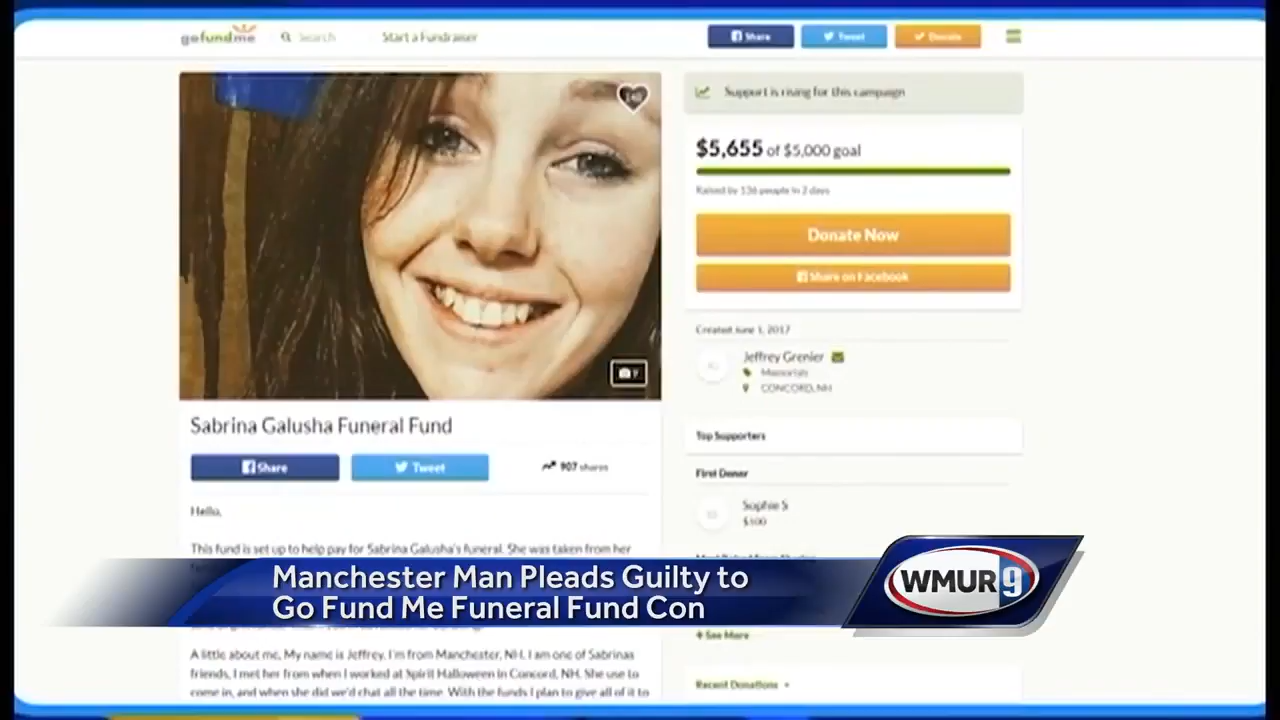 gofundme
Search
Start a Fundraiser
Share
Tweet
Donate
Support is rising for this campaign
$5,655 of $5,000 goal
Raised by 136 people in 2 days
Donate Now
Share on Facebook
Created June 1, 2017
Jeffrey Grenier
Memorials
CONCORD, NH
7
Sabrina Galusha Funeral Fund
Share
Tweet
907 shares
Top Supporters
First Donor
Sophie S
$100
Hello,
This fund is set up to help pay for Sabrina Galusha's funeral. She was taken from her
Manchester Man Pleads Guilty to
Go Fund Me Funeral Fund Con
WMUR 9
+ See More
A little about me, My name is Jeffrey. I'm from Manchester, NH. I am one of Sabrinas
friends, I met her from when I worked at Spirit Halloween in Concord, NH. She use to
come in, and when she did we'd chat all the time. With the funds I plan to give all of it to
Recent Donations